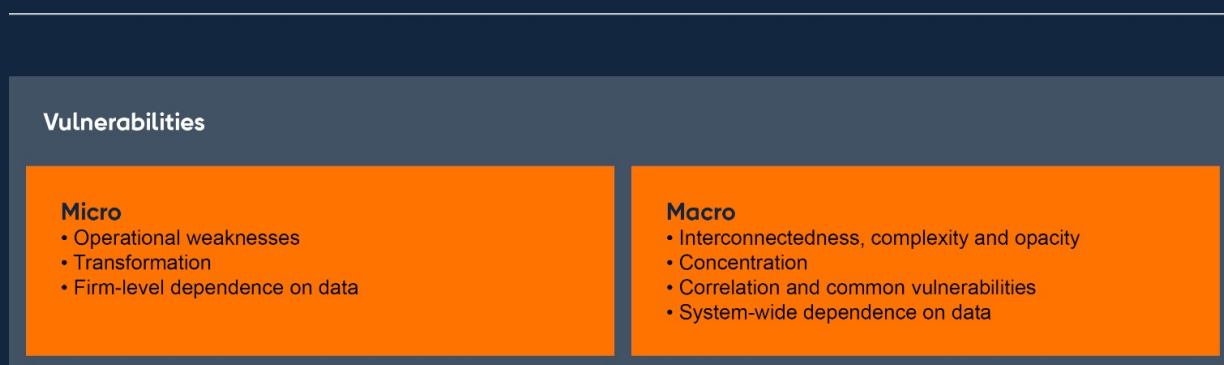 Vulnerabilities
Micro
• Operational weaknesses
• Transformation
• Firm-level dependence on data
Macro
• Interconnectedness, complexity and opacity
• Concentration
• Correlation and common vulnerabilities
• System-wide dependence on data